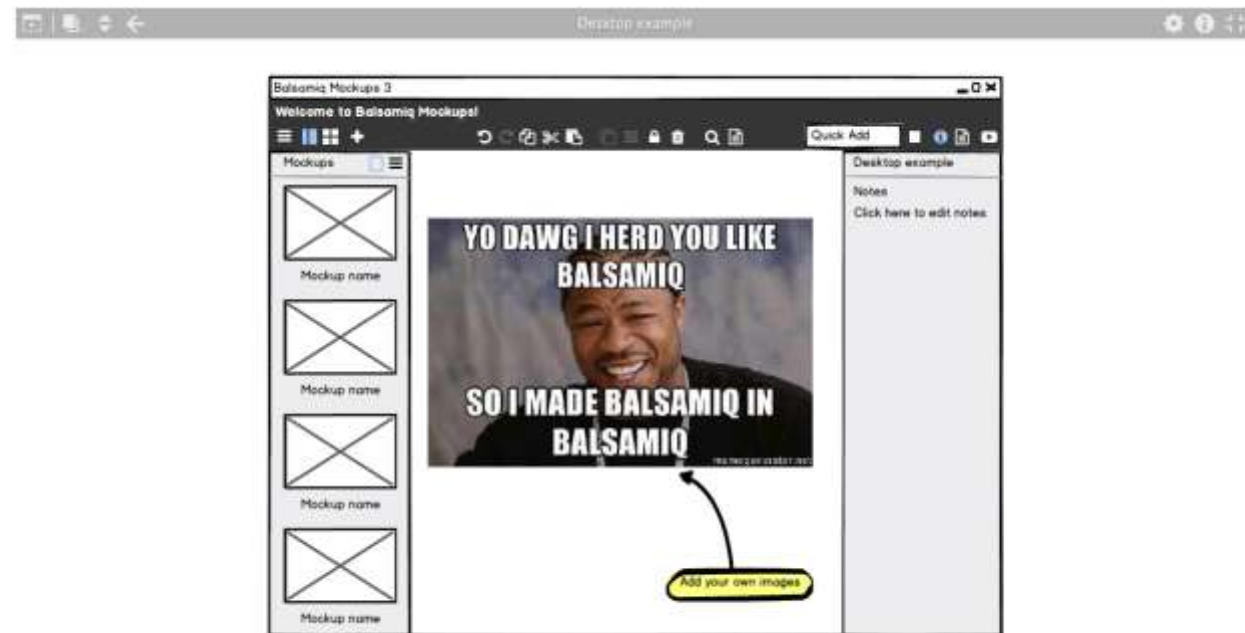 Desktop example
Balsamiq Mockups 3
Welcome to Balsamiq Mockups!
Quick Add
Mockups
Mockup name
Mockup name
Mockup name
Mockup name
YO DAWG I HERD YOU LIKE
BALSAMIQ
SO I MADE BALSAMIQ IN
BALSAMIQ
memegenerator.net
Add your own images
Desktop example
Notes
Click here to edit notes